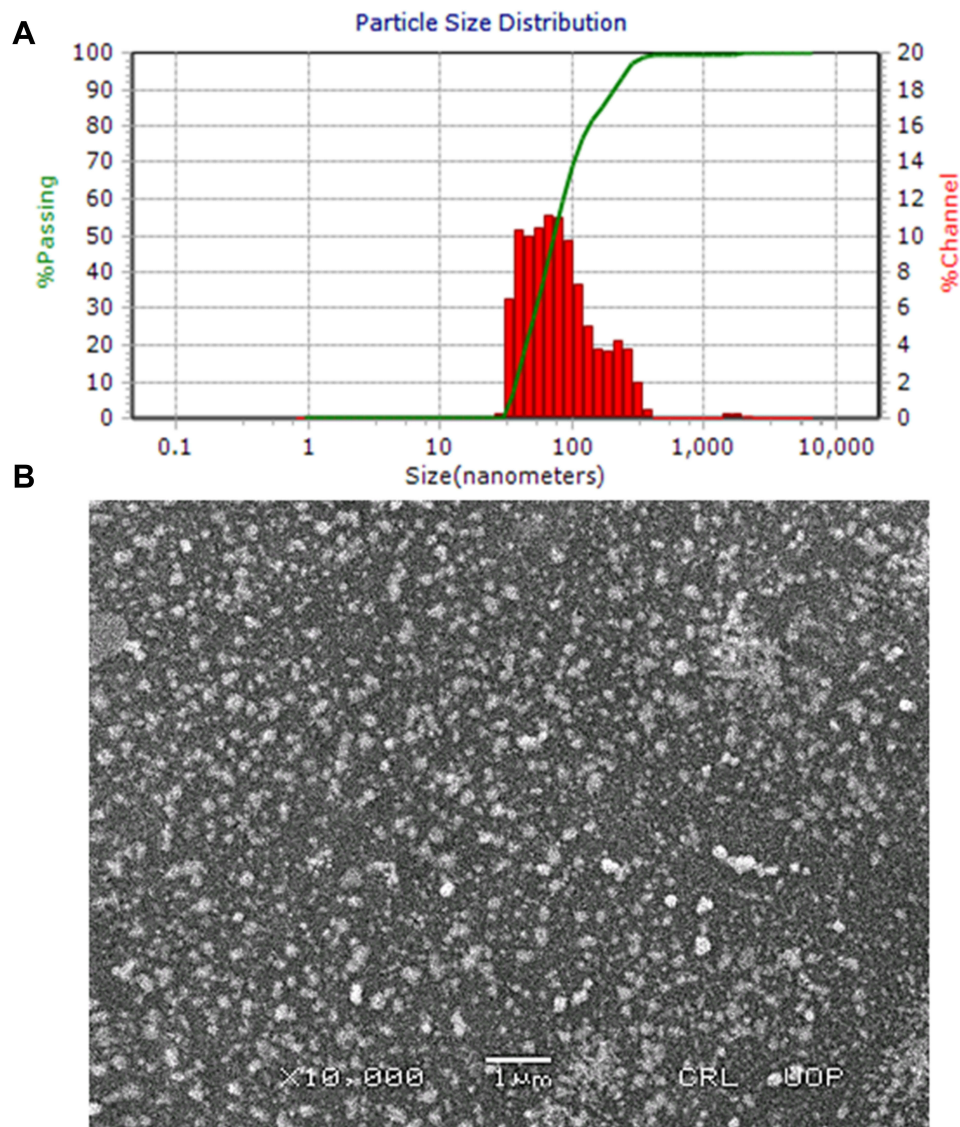 A
Particle Size Distribution
100
90
80
70
60
50
40
30
20
10
0
%Passing
20
18
16
14
12
10
8
6
4
2
0
%Channel
0.1 1 10 100 1,000 10,000
Size(nanometers)
B
X10,000 1μm CRL UOP